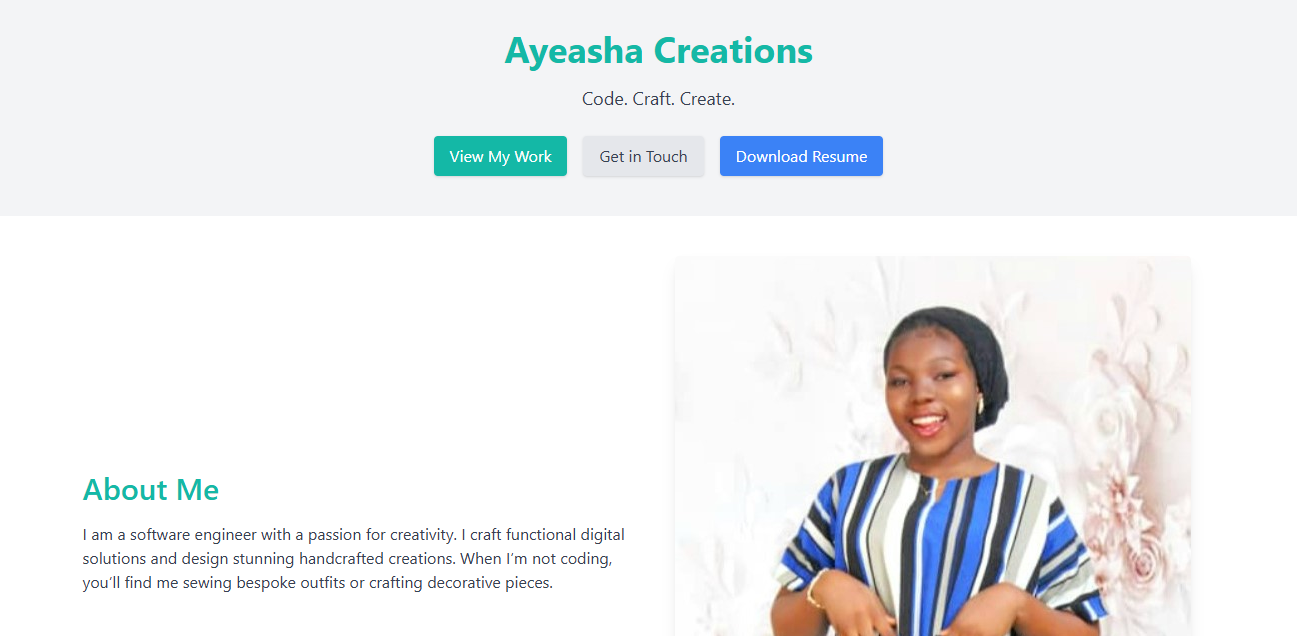 Ayeasha Creations
Code. Craft. Create.
View My Work
Get in Touch
Download Resume
About Me
I am a software engineer with a passion for creativity. I craft functional digital
solutions and design stunning handcrafted creations. When I’m not coding,
you’ll find me sewing bespoke outfits or crafting decorative pieces.